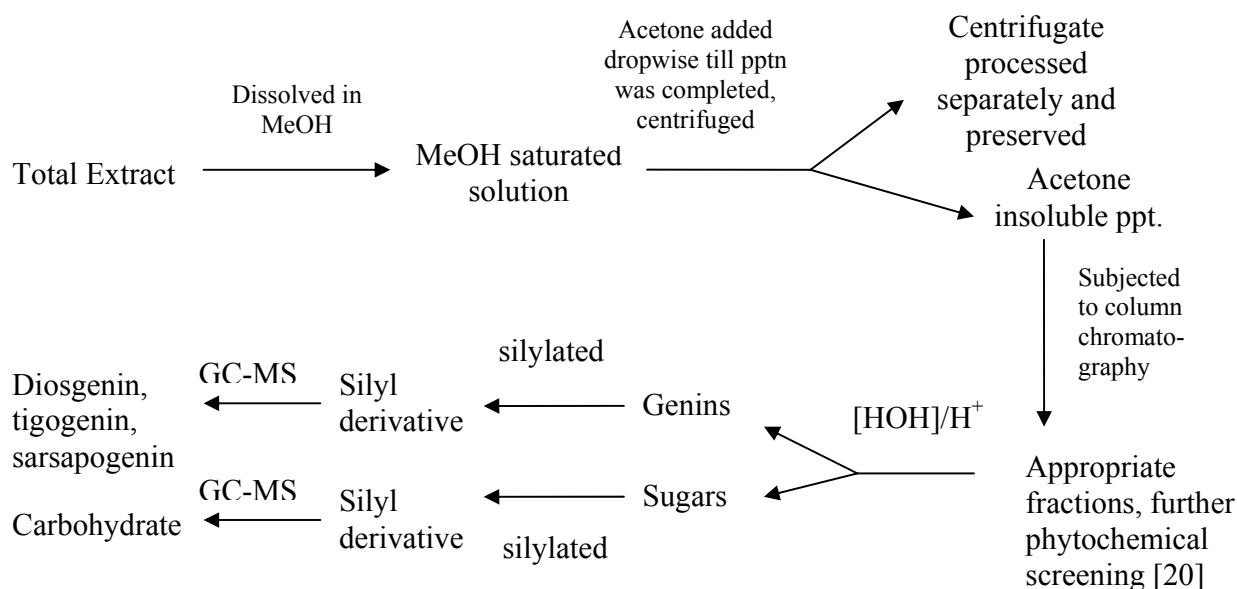 Total Extract
Dissolved in
MeOH
MeOH saturated
solution
Acetone added
dropwise till pptn
was completed,
centrifuged
Centrifugate
processed
separately and
preserved
Acetone
insoluble ppt.
Subjected
to column
chromato-
graphy
Appropriate
fractions, further
phytochemical
screening [20]
[HOH]/H⁺
Genins
silylated
Silyl
derivative
GC-MS
Diosgenin,
tigogenin,
sarsapogenin
Sugars
silylated
Silyl
derivative
GC-MS
Carbohydrate